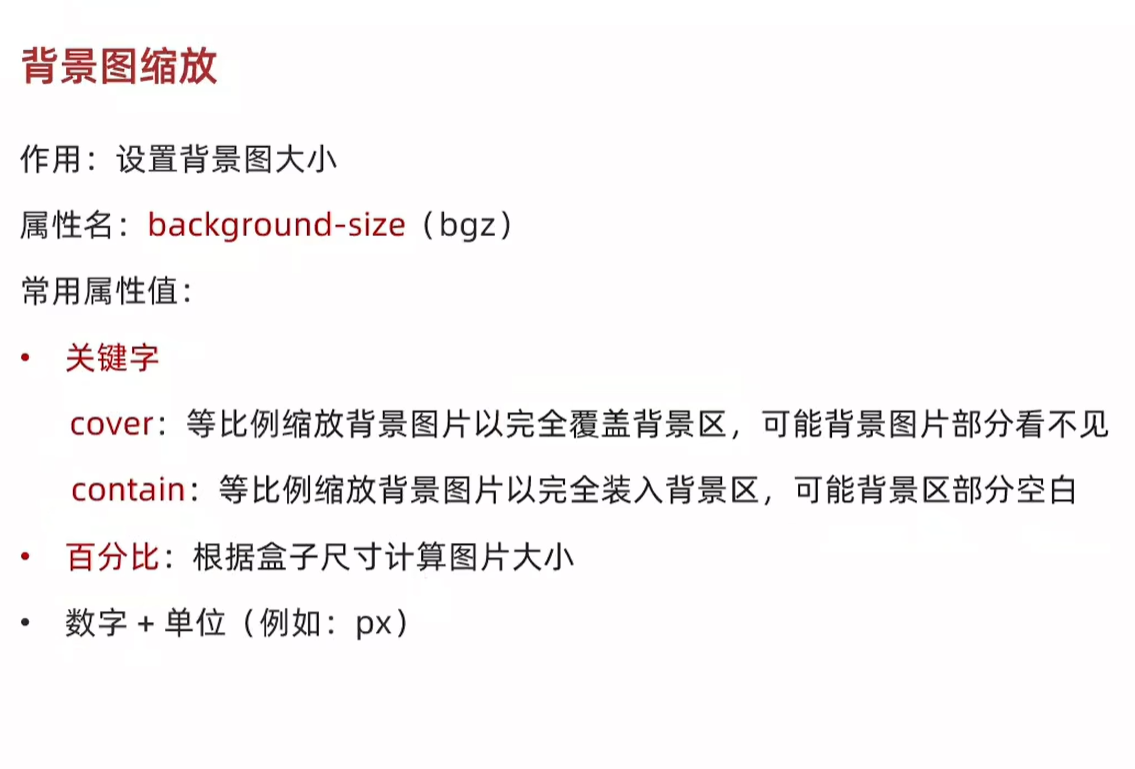 背景图缩放
作用：设置背景图大小
属性名：background-size（bgz）
常用属性值：
• 关键字
cover：等比例缩放背景图片以完全覆盖背景区，可能背景图片部分看不见
contain：等比例缩放背景图片以完全装入背景区，可能背景区部分空白
• 百分比：根据盒子尺寸计算图片大小
• 数字 + 单位（例如：px）